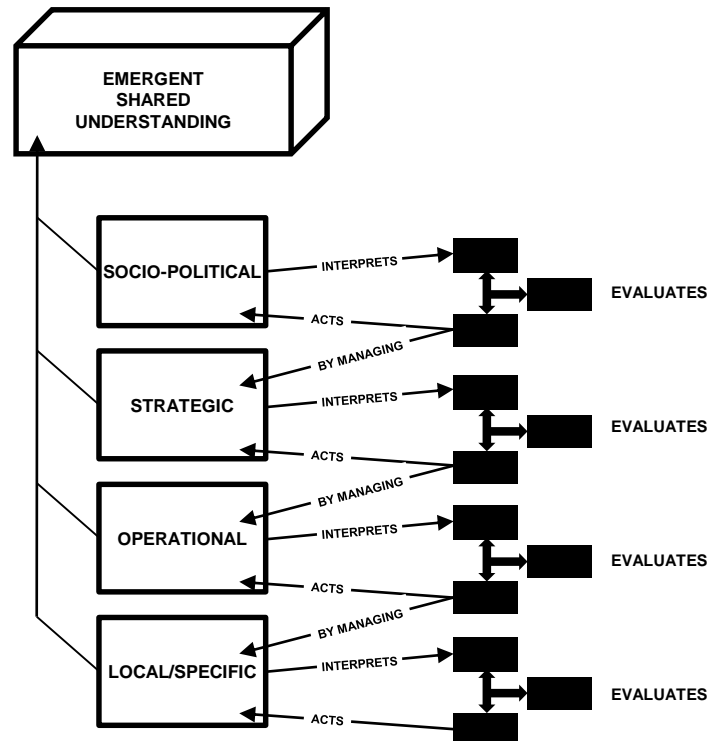 EMERGENT
SHARED
UNDERSTANDING
SOCIO-POLITICAL
INTERPRETS
EVALUATES
ACTS
BY MANAGING
STRATEGIC
INTERPRETS
EVALUATES
ACTS
BY MANAGING
OPERATIONAL
INTERPRETS
EVALUATES
ACTS
BY MANAGING
LOCAL/SPECIFIC
INTERPRETS
EVALUATES
ACTS